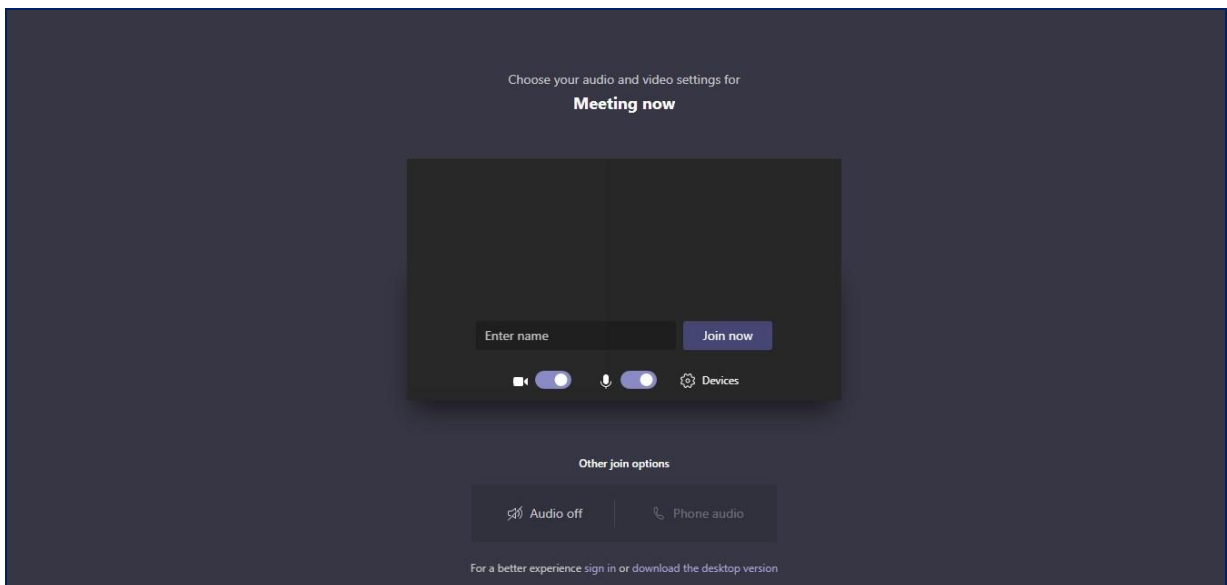 Choose your audio and video settings for
Meeting now
Enter name
Join now
Devices
Other join options
Audio off
Phone audio
For a better experience sign in or download the desktop version